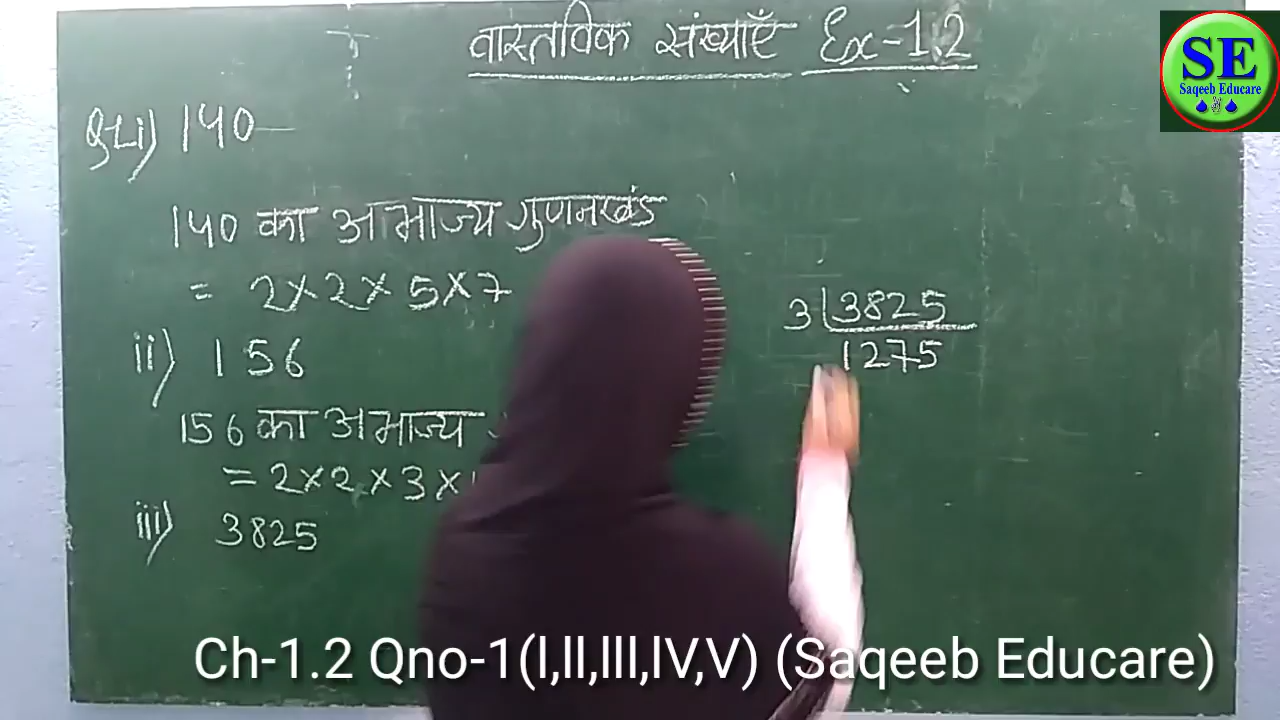 वास्तविक संख्याएँ Ex-1.2
SE
Saqeeb Educare
Q1.i) 140
140 का अभाज्य गुणनखंड
= 2×2×5×7
ii) 156
156 का अभाज्य
= 2×2×3×
iii) 3825
3 3825
1275
Ch-1.2 Qno-1(I,II,III,IV,V) (Saqeeb Educare)